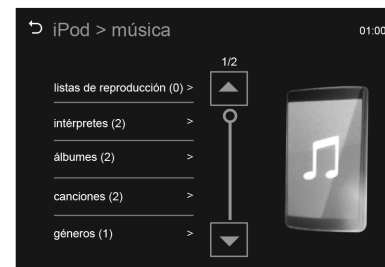 iPod > música
01:00
1/2
listas de reproducción (0) >
intérpretes (2) >
álbumes (2) >
canciones (2) >
géneros (1) >